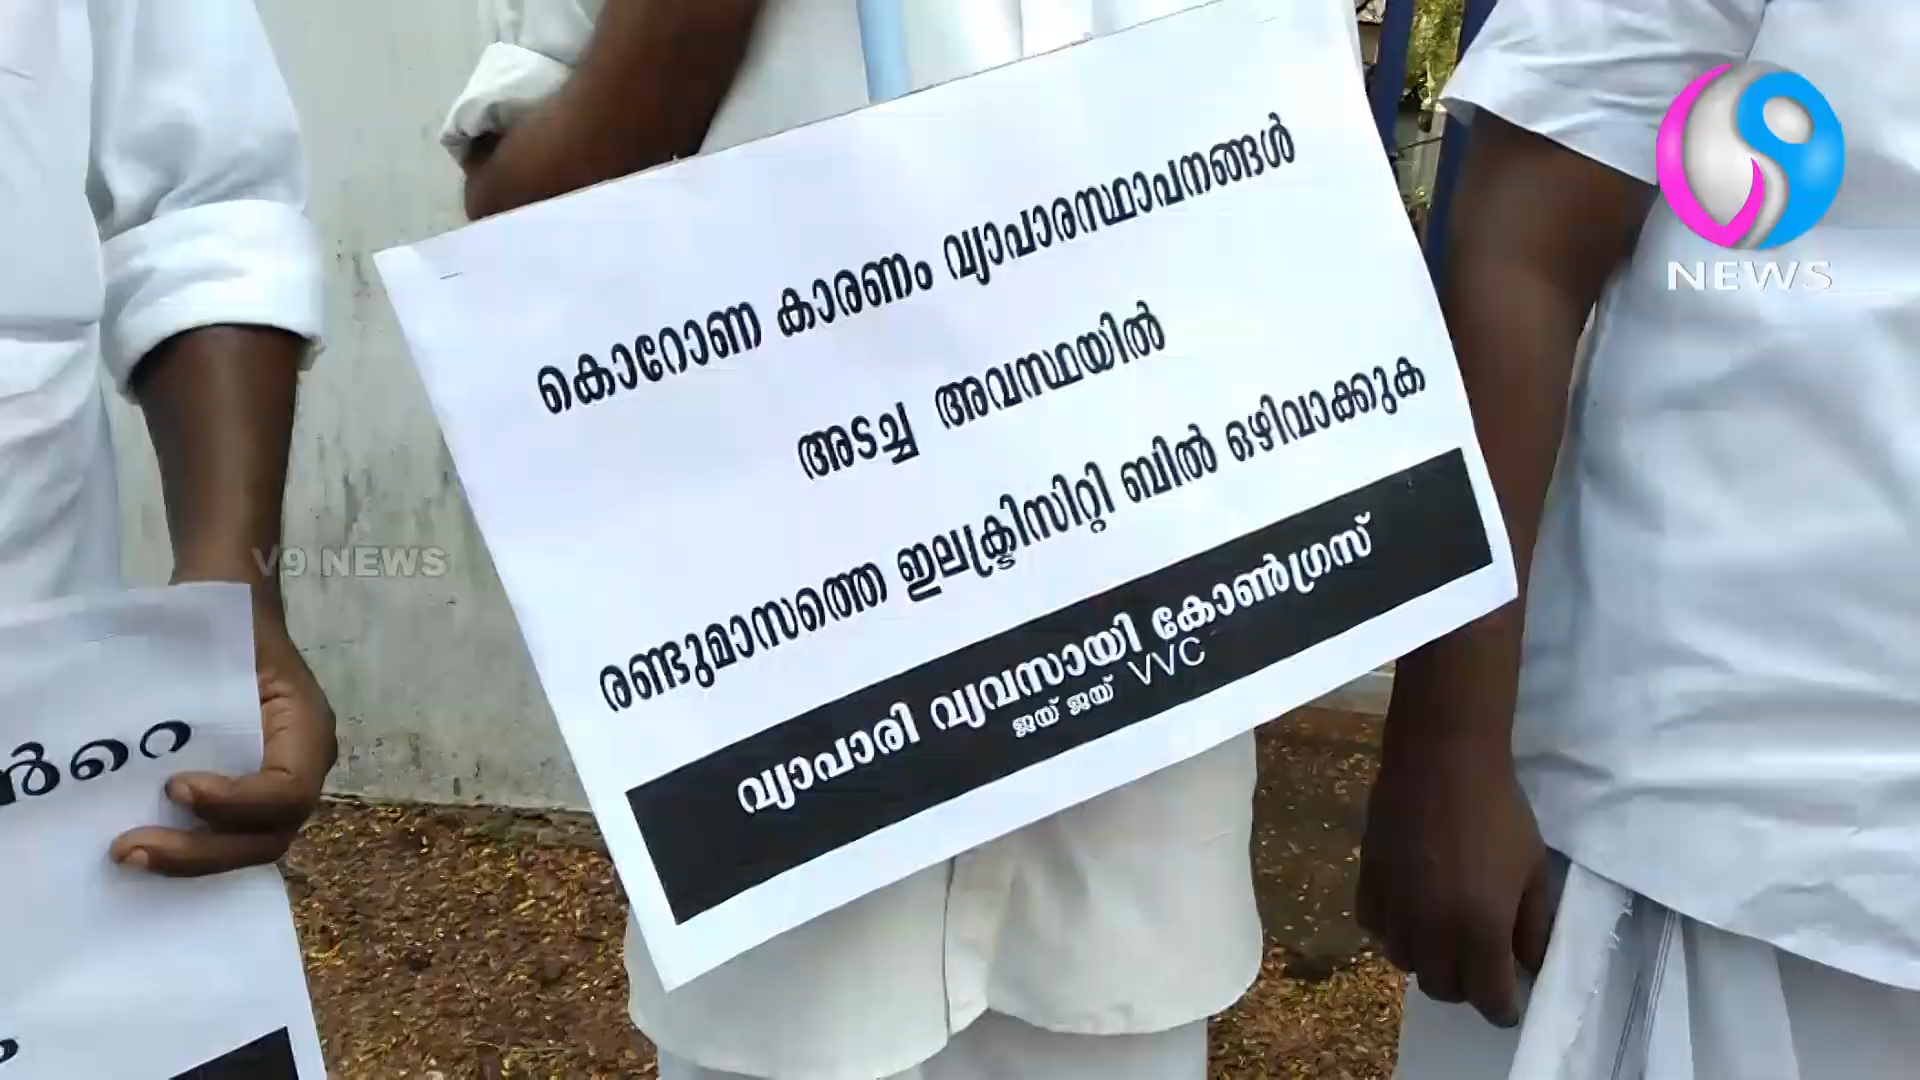 NEWS
കൊറോണ കാരണം വ്യാപാരസ്ഥാപനങ്ങൾ
അടച്ച അവസ്ഥയിൽ
രണ്ടുമാസത്തെ ഇലക്ട്രിസിറ്റി ബിൽ ഒഴിവാക്കുക
വ്യാപാരി വ്യവസായി കോൺഗ്രസ്
ജയ് ജയ് VVC
V9 NEWS